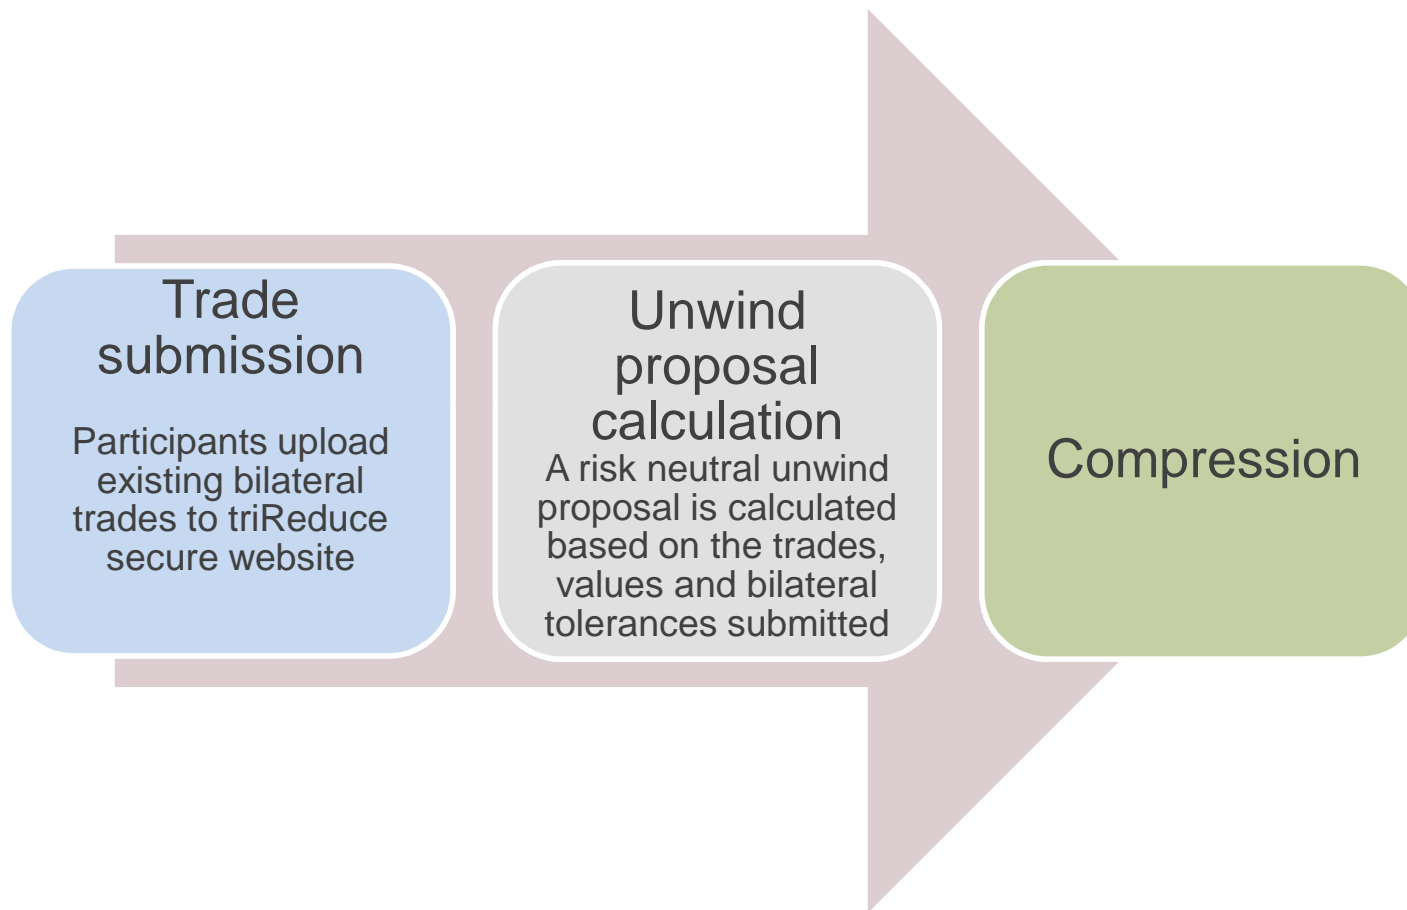 Trade
submission
Participants upload
existing bilateral
trades to triReduce
secure website
Unwind
proposal
calculation
A risk neutral unwind
proposal is calculated
based on the trades,
values and bilateral
tolerances submitted
Compression